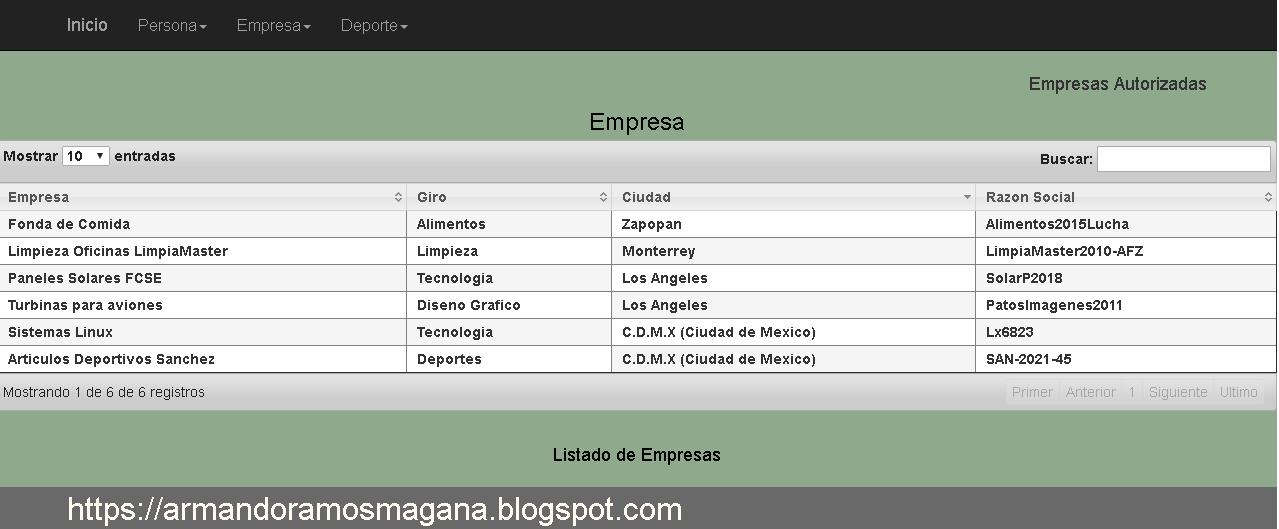 Inicio Persona Empresa Deporte
Empresas Autorizadas
Empresa
Mostrar 10 entradas Buscar:
Empresa Giro Ciudad Razon Social
Fonda de Comida Alimentos Zapopan Alimentos2015Lucha
Limpieza Oficinas LimpiaMaster Limpieza Monterrey LimpiaMaster2010-AFZ
Paneles Solares FCSE Tecnologia Los Angeles SolarP2018
Turbinas para aviones Diseno Grafico Los Angeles PatosImagenes2011
Sistemas Linux Tecnologia C.D.M.X (Ciudad de Mexico) Lx6823
Articulos Deportivos Sanchez Deportes C.D.M.X (Ciudad de Mexico) SAN-2021-45
Mostrando 1 de 6 de 6 registros Primer Anterior 1 Siguiente Ultimo
Listado de Empresas
https://armandoramosmagana.blogspot.com